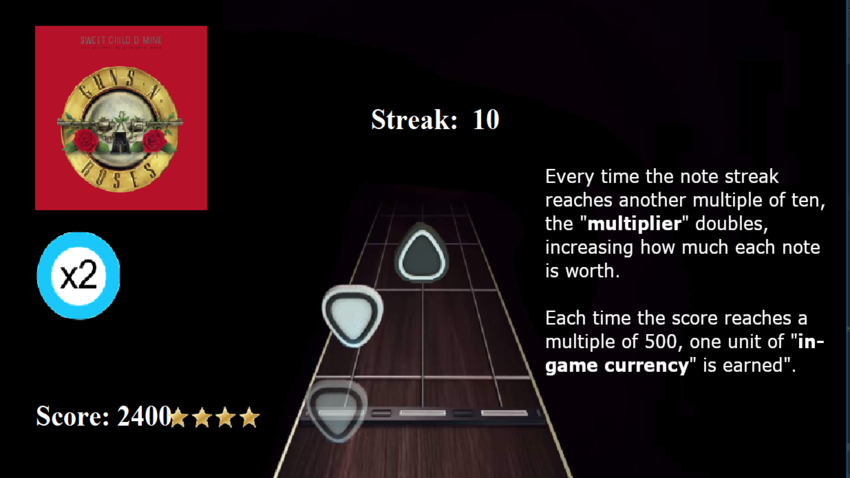 SWEET CHILD O' MINE
GUNS N' ROSES
Streak: 10
x2
Every time the note streak
reaches another multiple of ten,
the "multiplier" doubles,
increasing how much each note
is worth.
Each time the score reaches a
multiple of 500, one unit of "in-
game currency" is earned".
Score: 2400